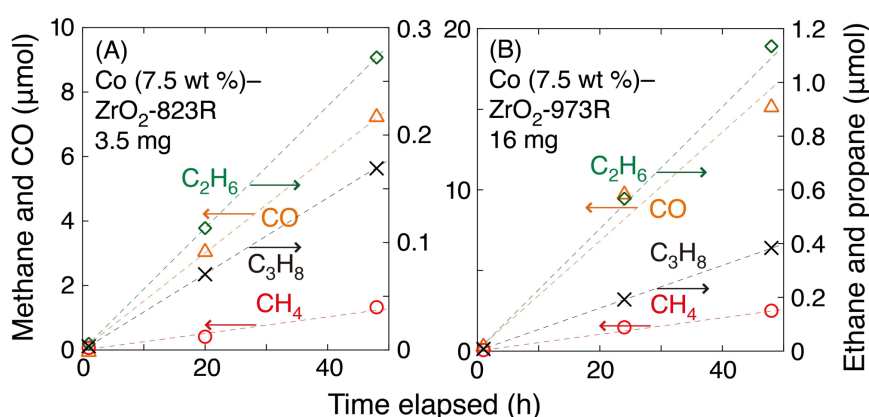 Methane and CO (μmol)
10
8
6
4
2
0
(A)
Co (7.5 wt %)–
ZrO₂-823R
3.5 mg
C₂H₆
CO
C₃H₈
CH₄
0.3
0.2
0.1
0
0
20
40
20
10
0
(B)
Co (7.5 wt %)–
ZrO₂-973R
16 mg
C₂H₆
CO
C₃H₈
CH₄
1.2
1.0
0.8
0.6
0.4
0.2
0
0
20
40
Ethane and propane (μmol)
Time elapsed (h)